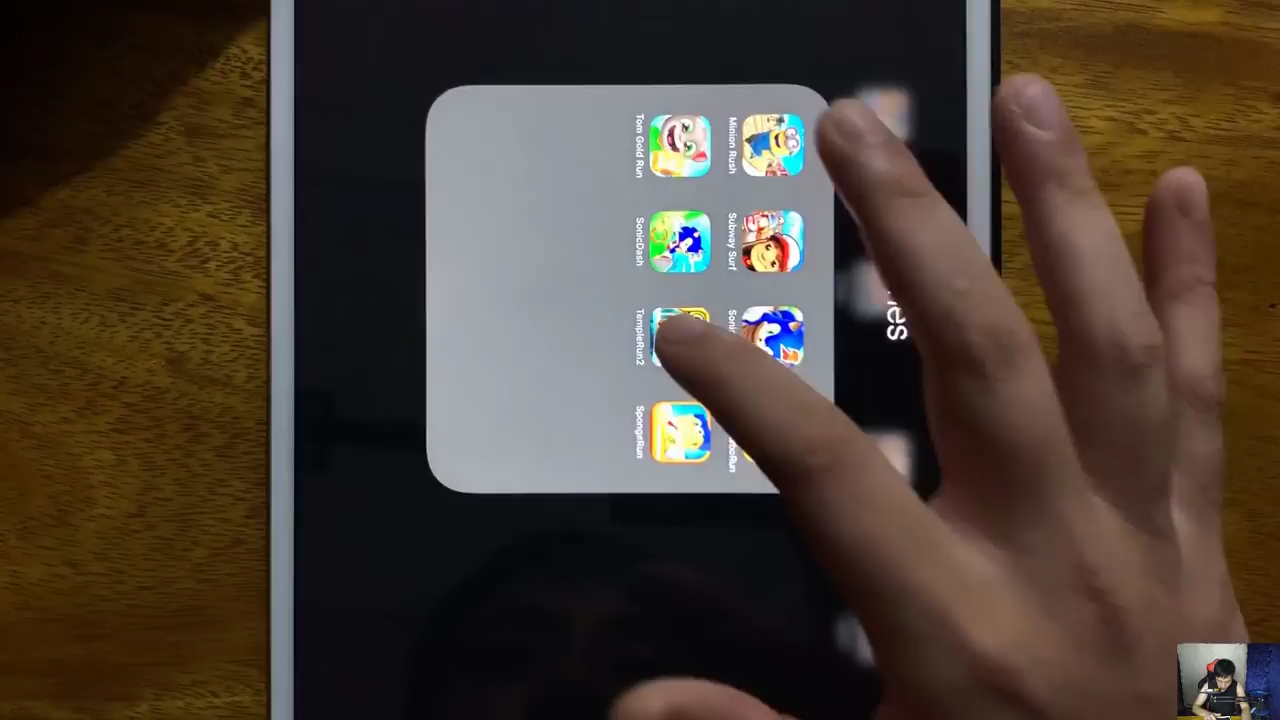 Minion Rush
Subway Surf
Tom Gold Run
SonicDash
TempleRun2
SpongeRun